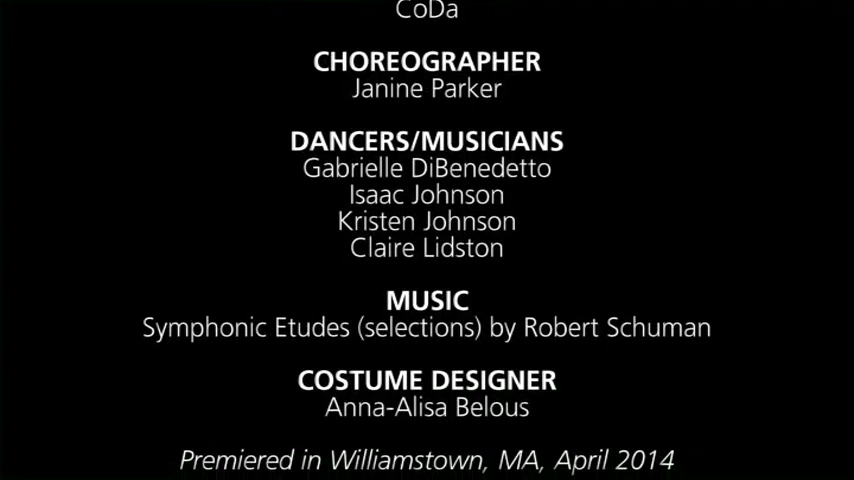 CoDa
CHOREOGRAPHER
Janine Parker
DANCERS/MUSICIANS
Gabrielle DiBenedetto
Isaac Johnson
Kristen Johnson
Claire Lidston
MUSIC
Symphonic Etudes (selections) by Robert Schuman
COSTUME DESIGNER
Anna-Alisa Belous
Premiered in Williamstown, MA, April 2014